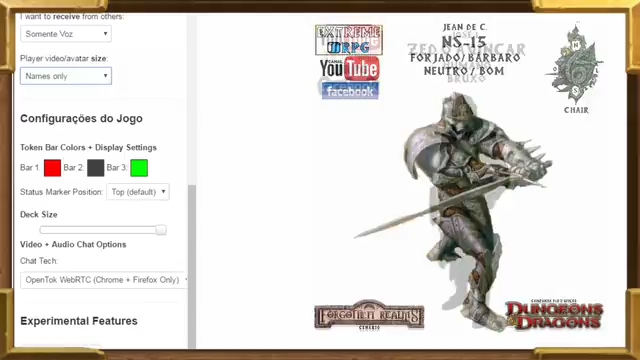 I want to receive from others:
Somente Voz
Player video/avatar size:
Names only
Configurações do Jogo
Token Bar Colors + Display Settings
Bar 1: Bar 2: Bar 3:
Status Marker Position: Top (default)
Deck Size
Video + Audio Chat Options
Chat Tech:
OpenTok WebRTC (Chrome + Firefox Only)
Experimental Features
EXTREME
RPG
CANAL
YouTube
facebook
JEAN DE C.
NS-15
FORJADO/BÁRBARO
NEUTRO/BOM
BRUXO
N
S
CHAIR
FORGOTTEN REALMS
CENÁRIO
DUNGEONS
&
DRAGONS